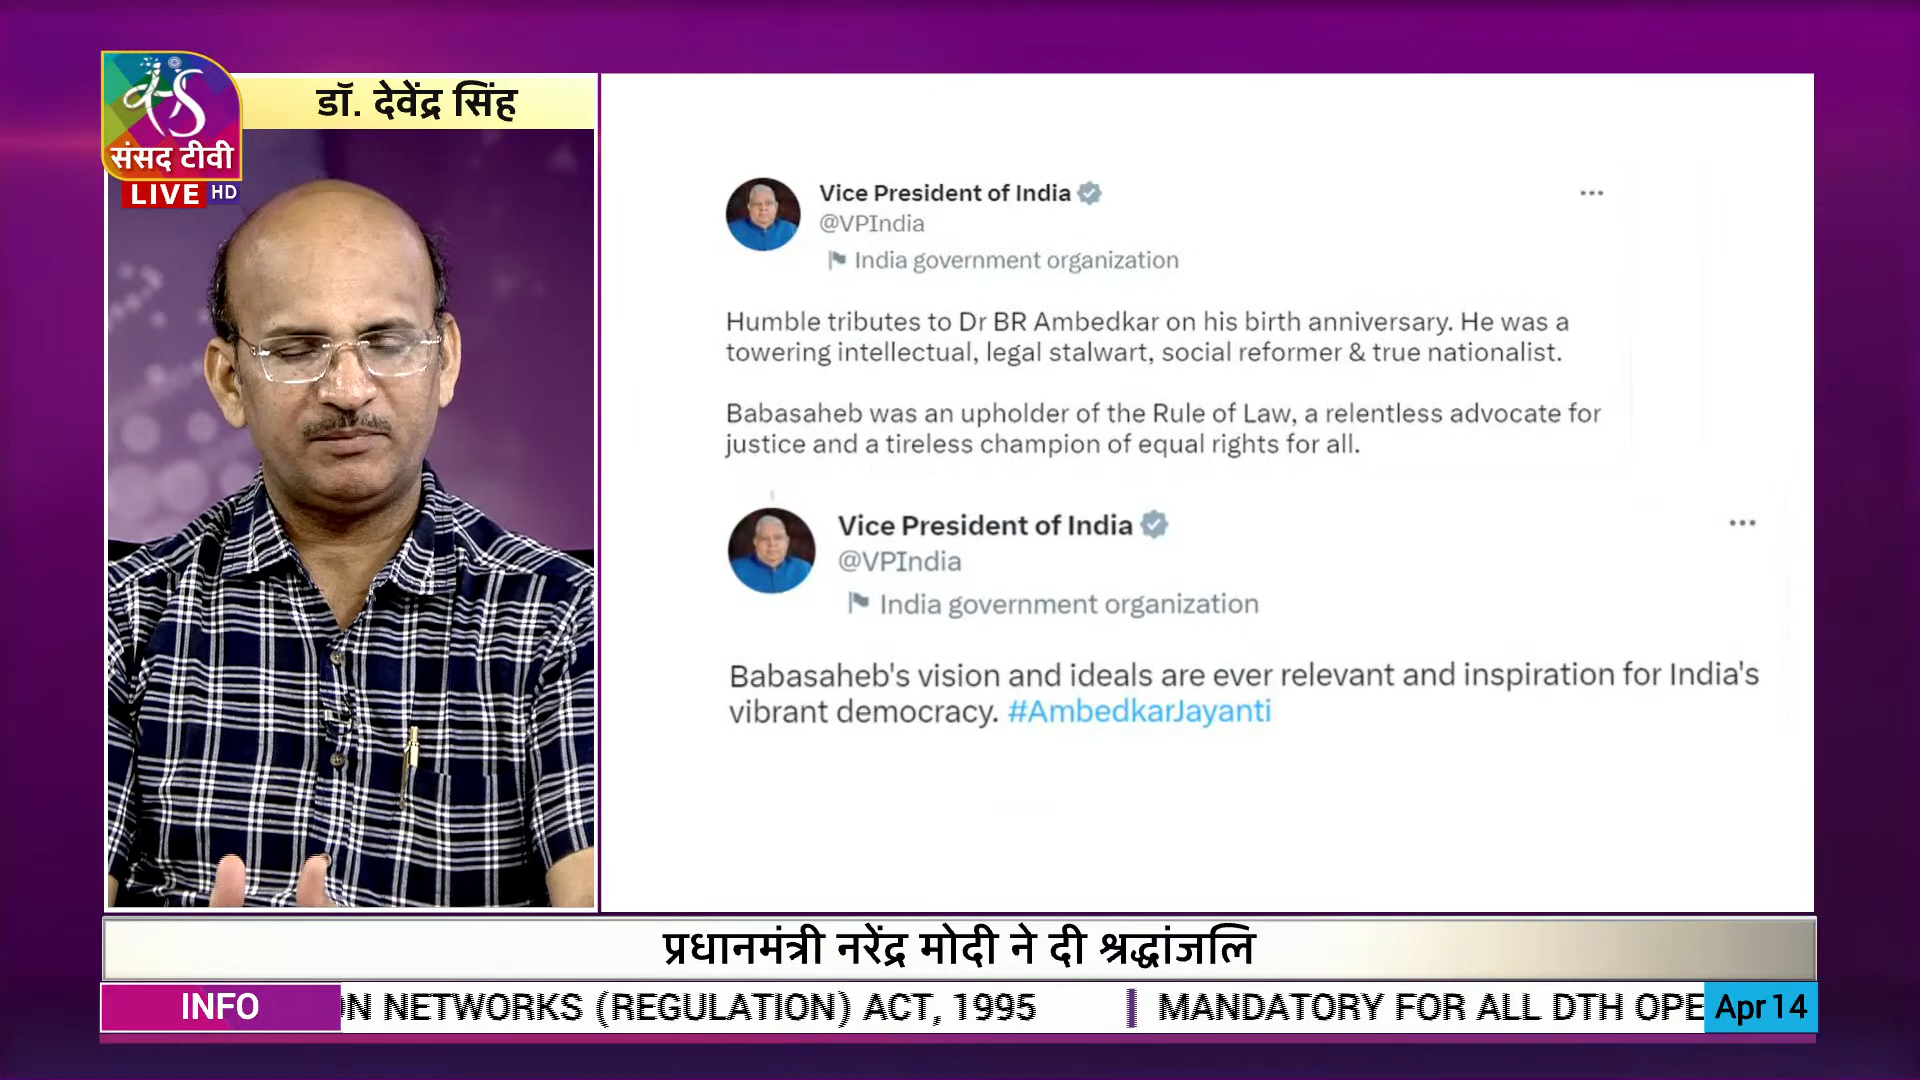 संसद टीवी
LIVE HD
डॉ. देवेंद्र सिंह
Vice President of India
@VPIndia
India government organization
Humble tributes to Dr BR Ambedkar on his birth anniversary. He was a
towering intellectual, legal stalwart, social reformer & true nationalist.
Babasaheb was an upholder of the Rule of Law, a relentless advocate for
justice and a tireless champion of equal rights for all.
Vice President of India
@VPIndia
India government organization
Babasaheb's vision and ideals are ever relevant and inspiration for India's
vibrant democracy. #AmbedkarJayanti
प्रधानमंत्री नरेंद्र मोदी ने दी श्रद्धांजलि
INFO
ON NETWORKS (REGULATION) ACT, 1995 | MANDATORY FOR ALL DTH OPE
Apr 14